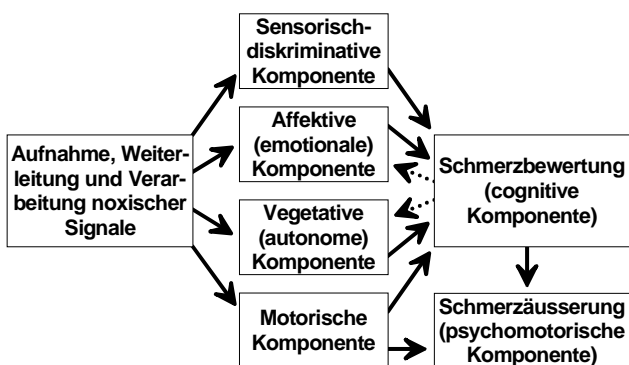 Sensorisch-
diskriminative
Komponente
Aufnahme, Weiter-
leitung und Verar-
beitung noxischer
Signale
Affektive
(emotionale)
Komponente
Vegetative
(autonome)
Komponente
Motorische
Komponente
Schmerzbewertung
(cognitive
Komponente)
Schmerzäusserung
(psychomotorische
Komponente)